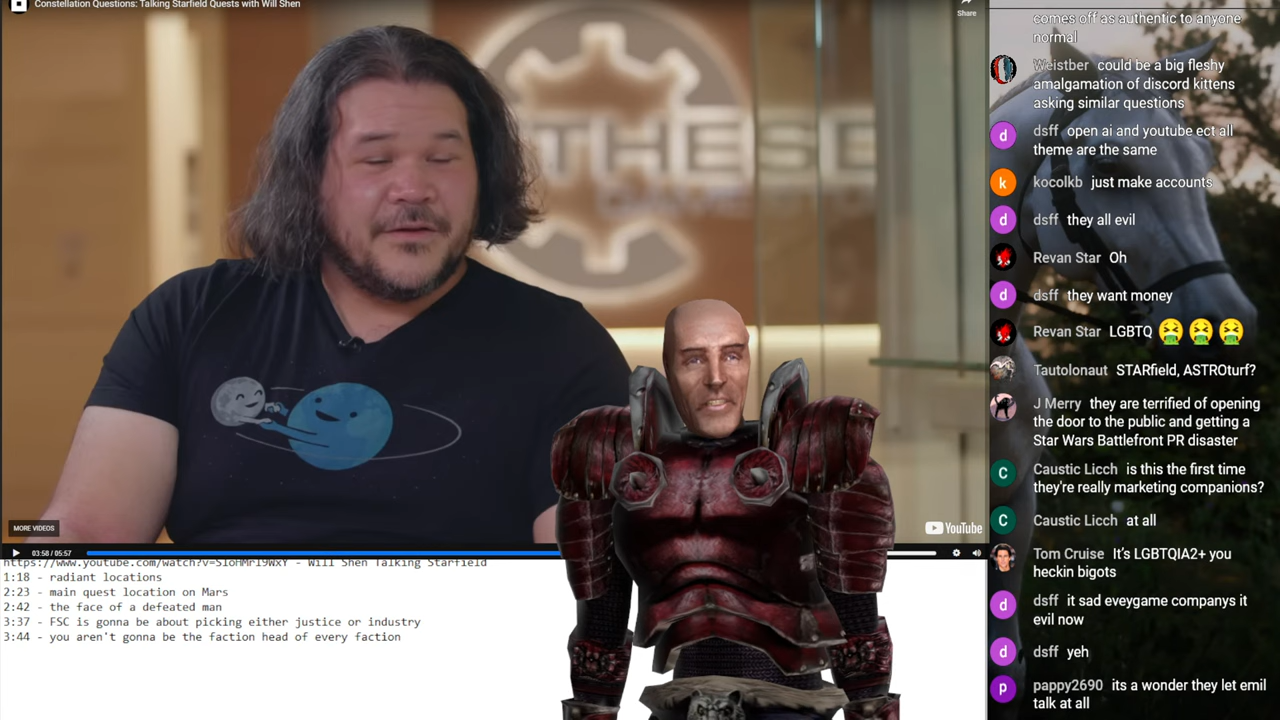 Constellation Questions: Talking Starfield Quests with Will Shen
Share
THESD
MORE VIDEOS
YouTube
03:58 / 05:57
1:18 - radiant locations
2:23 - main quest location on Mars
2:42 - the face of a defeated man
3:37 - FSC is gonna be about picking either justice or industry
3:44 - you aren't gonna be the faction head of every faction
comes off as authentic to anyone
normal
Weistber could be a big fleshy
amalgamation of discord kittens
asking similar questions
dsff open ai and youtube ect all
theme are the same
kocolkb just make accounts
dsff they all evil
Revan Star Oh
dsff they want money
Revan Star LGBTQ 🤮 🤮 🤮
Tautolonaut STARfield, ASTROturf?
J Merry they are terrified of opening
the door to the public and getting a
Star Wars Battlefront PR disaster
Caustic Licch is this the first time
they're really marketing companions?
Caustic Licch at all
Tom Cruise It's LGBTQIA2+ you
heckin bigots
dsff it sad eveygame companys it
evil now
dsff yeh
pappy2690 its a wonder they let emil
talk at all